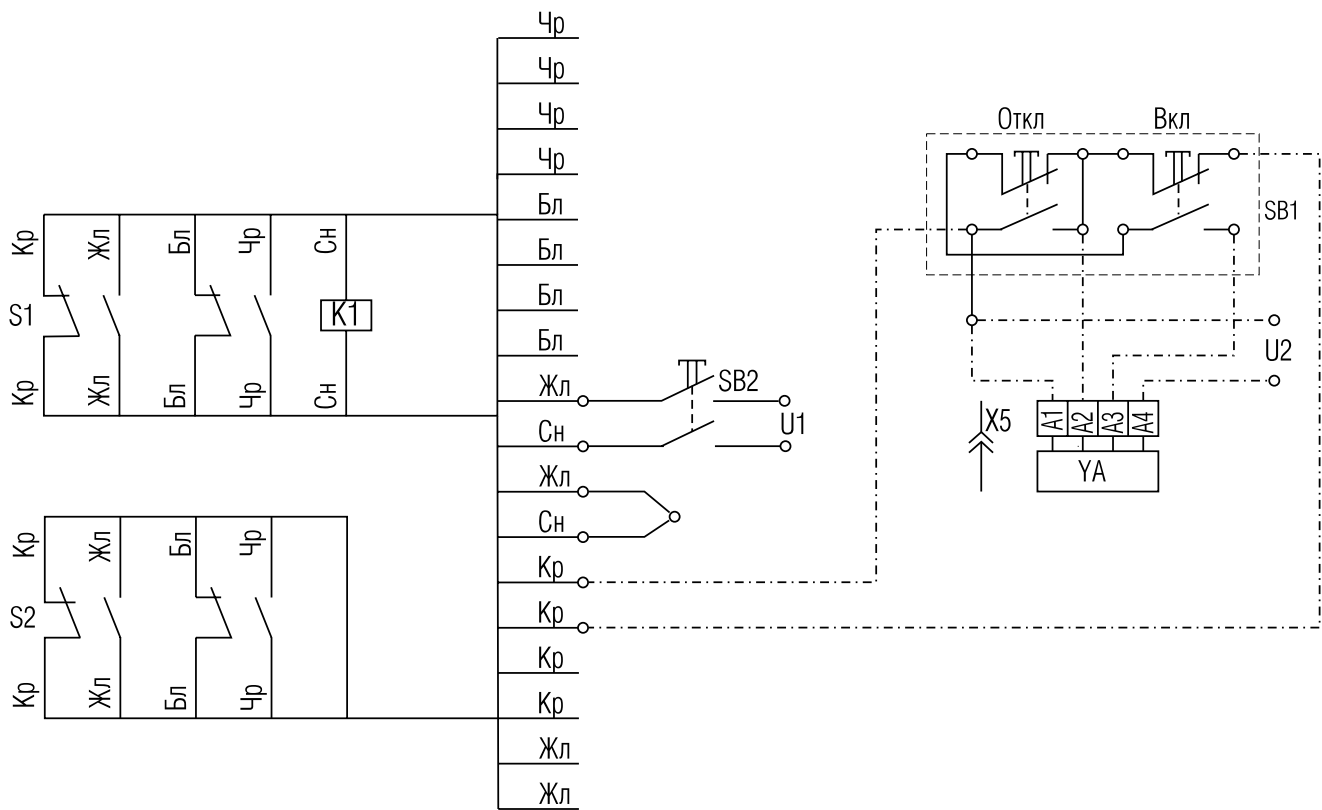 Чр
Чр
Чр
Чр
Бл
Бл
Бл
Бл
Жл
Сн
Жл
Сн
Кр
Кр
Кр
Кр
Жл
Жл
Кр
Жл
Бл
Чр
Сн
S1
K1
Кр
Жл
Бл
Чр
Сн
Кр
Жл
Бл
Чр
S2
Кр
Жл
Бл
Чр
SB2
U1
Откл
Вкл
SB1
U2
X5
A1
A2
A3
A4
YA